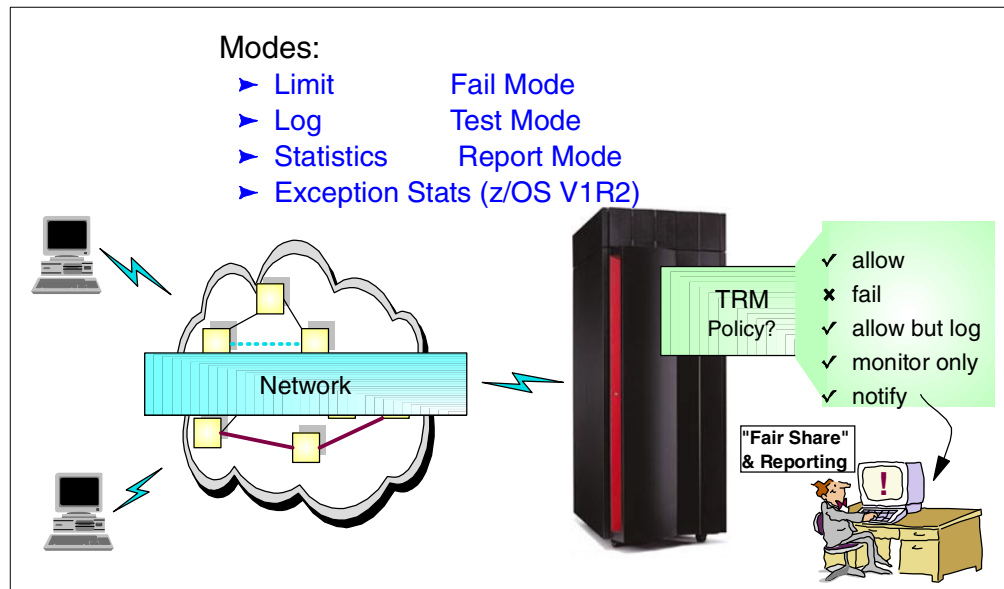 Modes:
➤ Limit Fail Mode
➤ Log Test Mode
➤ Statistics Report Mode
➤ Exception Stats (z/OS V1R2)
TRM
Policy?
✓ allow
✗ fail
✓ allow but log
✓ monitor only
✓ notify
Network
"Fair Share"
& Reporting
!